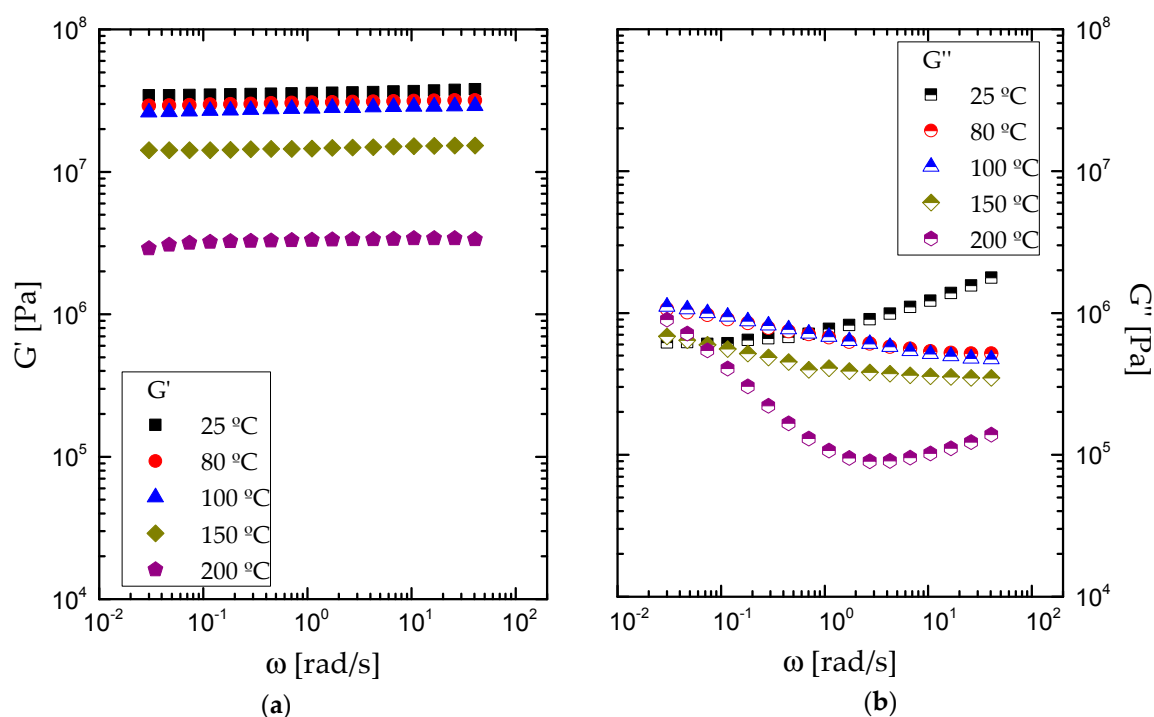 10^8
10^7
10^6
10^5
10^4
G' [Pa]
G'
25 ºC
80 ºC
100 ºC
150 ºC
200 ºC
10^-2 10^-1 10^0 10^1 10^2
ω [rad/s]
(a)
10^8
10^7
10^6
10^5
10^4
G'' [Pa]
G''
25 ºC
80 ºC
100 ºC
150 ºC
200 ºC
10^-2 10^-1 10^0 10^1 10^2
ω [rad/s]
(b)